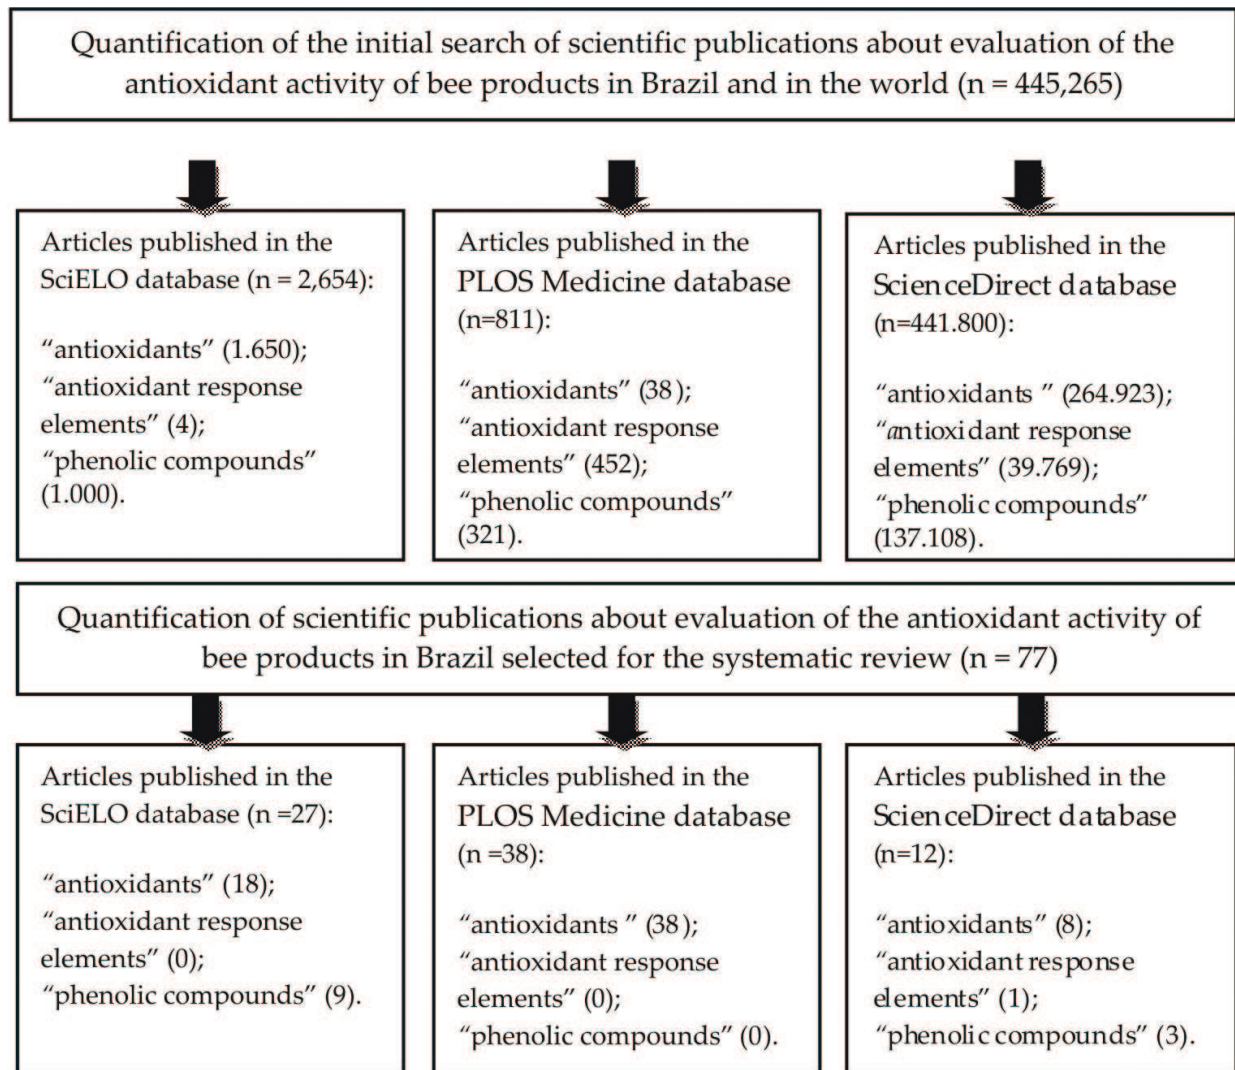 Quantification of the initial search of scientific publications about evaluation of the
antioxidant activity of bee products in Brazil and in the world (n = 445,265)
Articles published in the
SciELO database (n = 2,654):
“antioxidants” (1.650);
“antioxidant response
elements” (4);
“phenolic compounds”
(1.000).
Articles published in the
PLOS Medicine database
(n=811):
“antioxidants” (38);
“antioxidant response
elements” (452);
“phenolic compounds”
(321).
Articles published in the
ScienceDirect database
(n=441.800):
“antioxidants ” (264.923);
“antioxidant response
elements” (39.769);
“phenolic compounds”
(137.108).
Quantification of scientific publications about evaluation of the antioxidant activity of
bee products in Brazil selected for the systematic review (n = 77)
Articles published in the
SciELO database (n =27):
“antioxidants” (18);
“antioxidant response
elements” (0);
“phenolic compounds” (9).
Articles published in the
PLOS Medicine database
(n =38):
“antioxidants ” (38);
“antioxidant response
elements” (0);
“phenolic compounds” (0).
Articles published in the
ScienceDirect database
(n=12):
“antioxidants” (8);
“antioxidant response
elements” (1);
“phenolic compounds” (3).